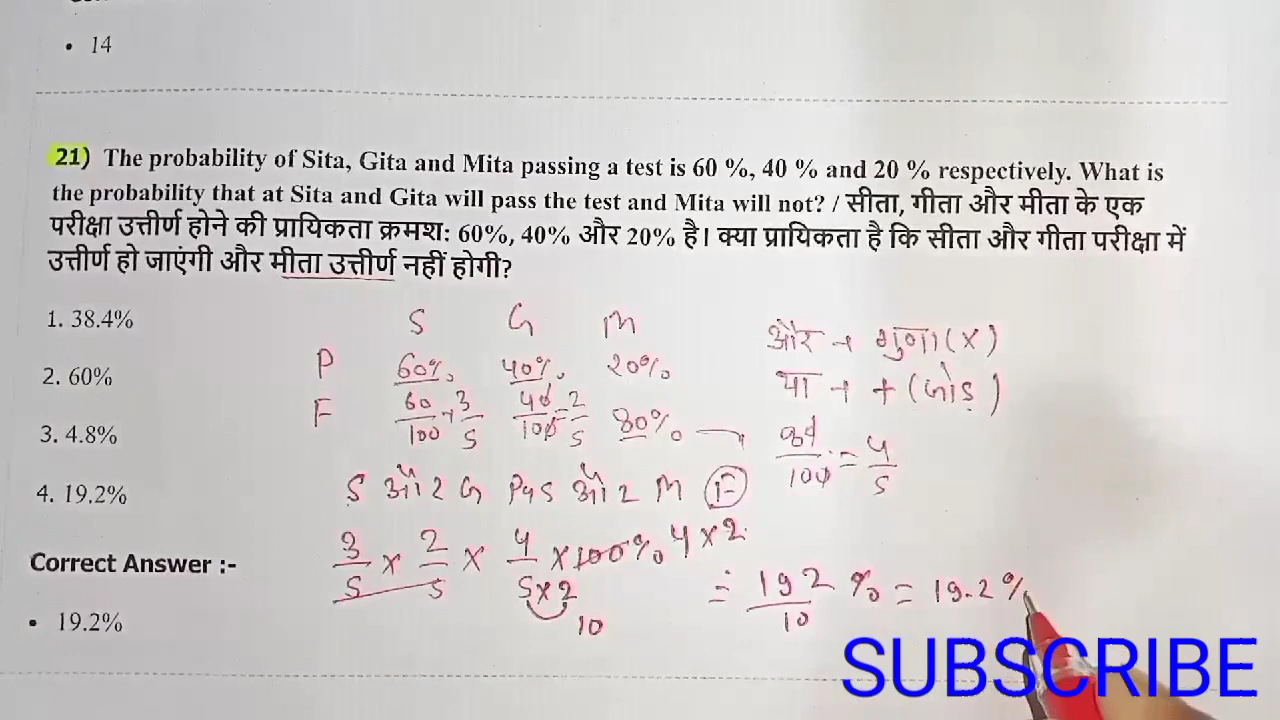 • 14
21) The probability of Sita, Gita and Mita passing a test is 60 %, 40 % and 20 % respectively. What is
the probability that at Sita and Gita will pass the test and Mita will not? / सीता, गीता और मीता के एक
परीक्षा उत्तीर्ण होने की प्रायिकता क्रमश: 60%, 40% और 20% है। क्या प्रायिकता है कि सीता और गीता परीक्षा में
उत्तीर्ण हो जाएंगी और मीता उत्तीर्ण नहीं होगी?
1. 38.4%
2. 60%
3. 4.8%
4. 19.2%
Correct Answer :-
• 19.2%
S G M
P 60% 40% 20%
F 60/100 → 3/5 40/100 = 2/5 80% → 80/100 = 4/5
और → गुणा (×)
या → + (जोड़)
S और G Pas और M F
3/5 × 2/5 × 4/5×2 × 100% 4 × 2
10
= 192/10 % = 19.2%
SUBSCRIBE